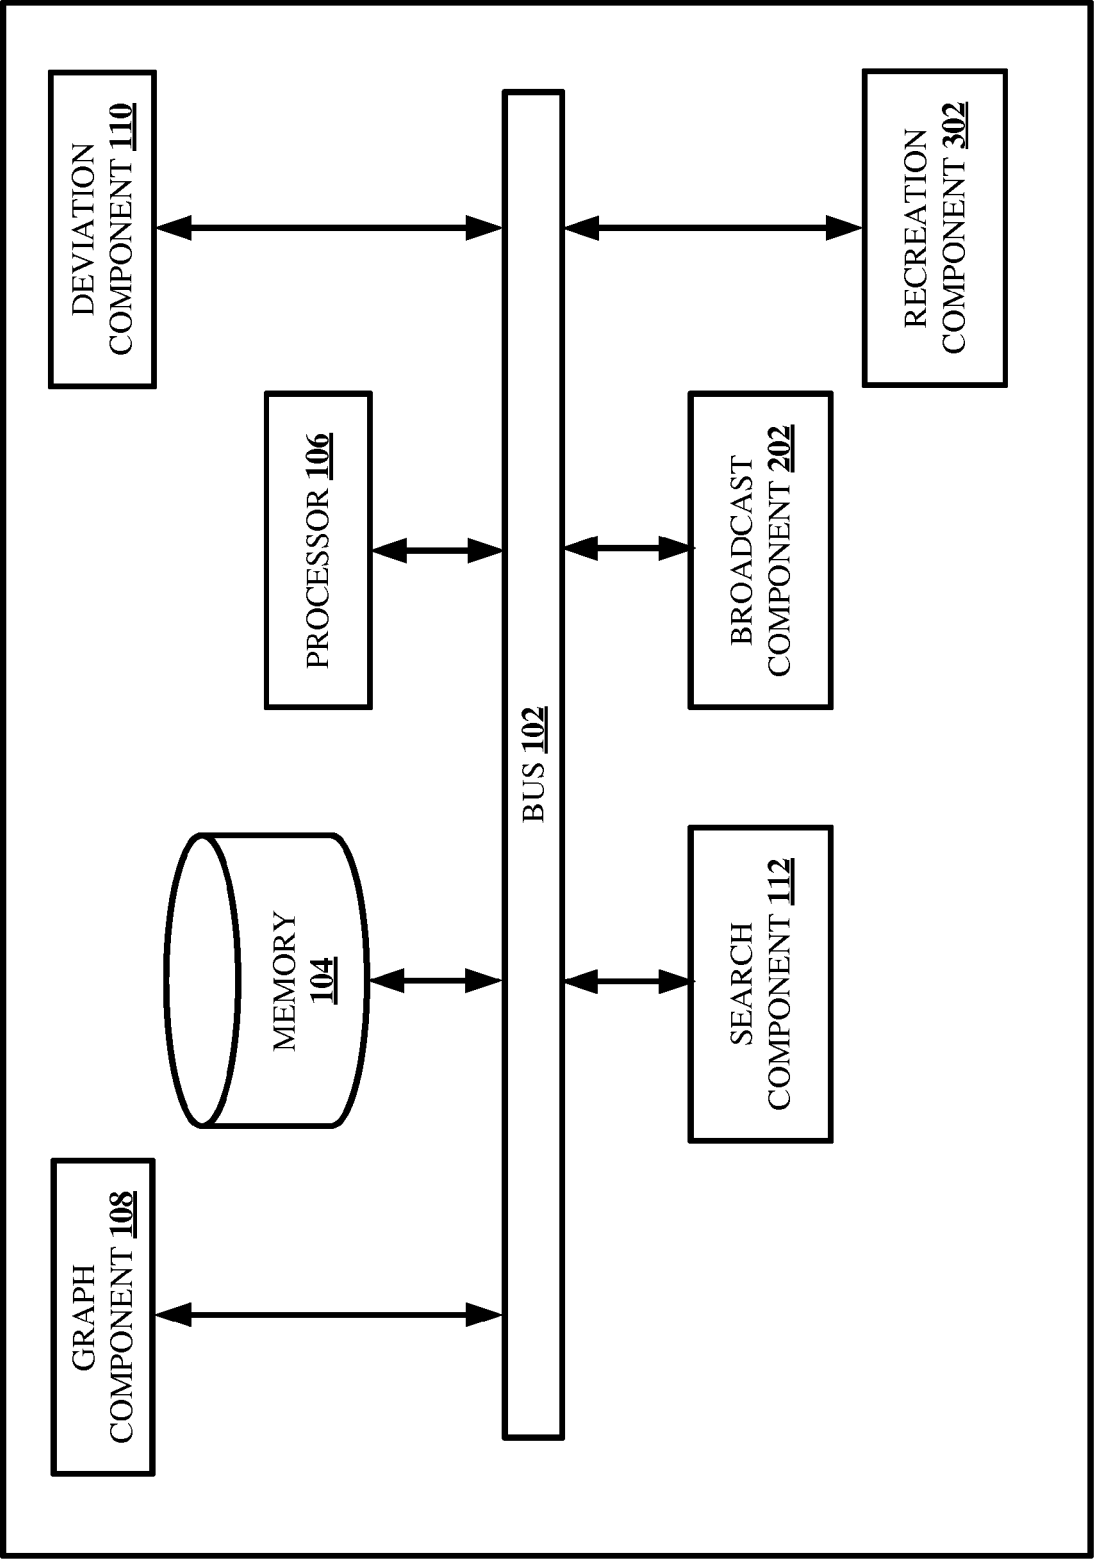 GRAPH
COMPONENT 108
MEMORY
104
PROCESSOR 106
DEVIATION
COMPONENT 110
BUS 102
SEARCH
COMPONENT 112
BROADCAST
COMPONENT 202
RECREATION
COMPONENT 302